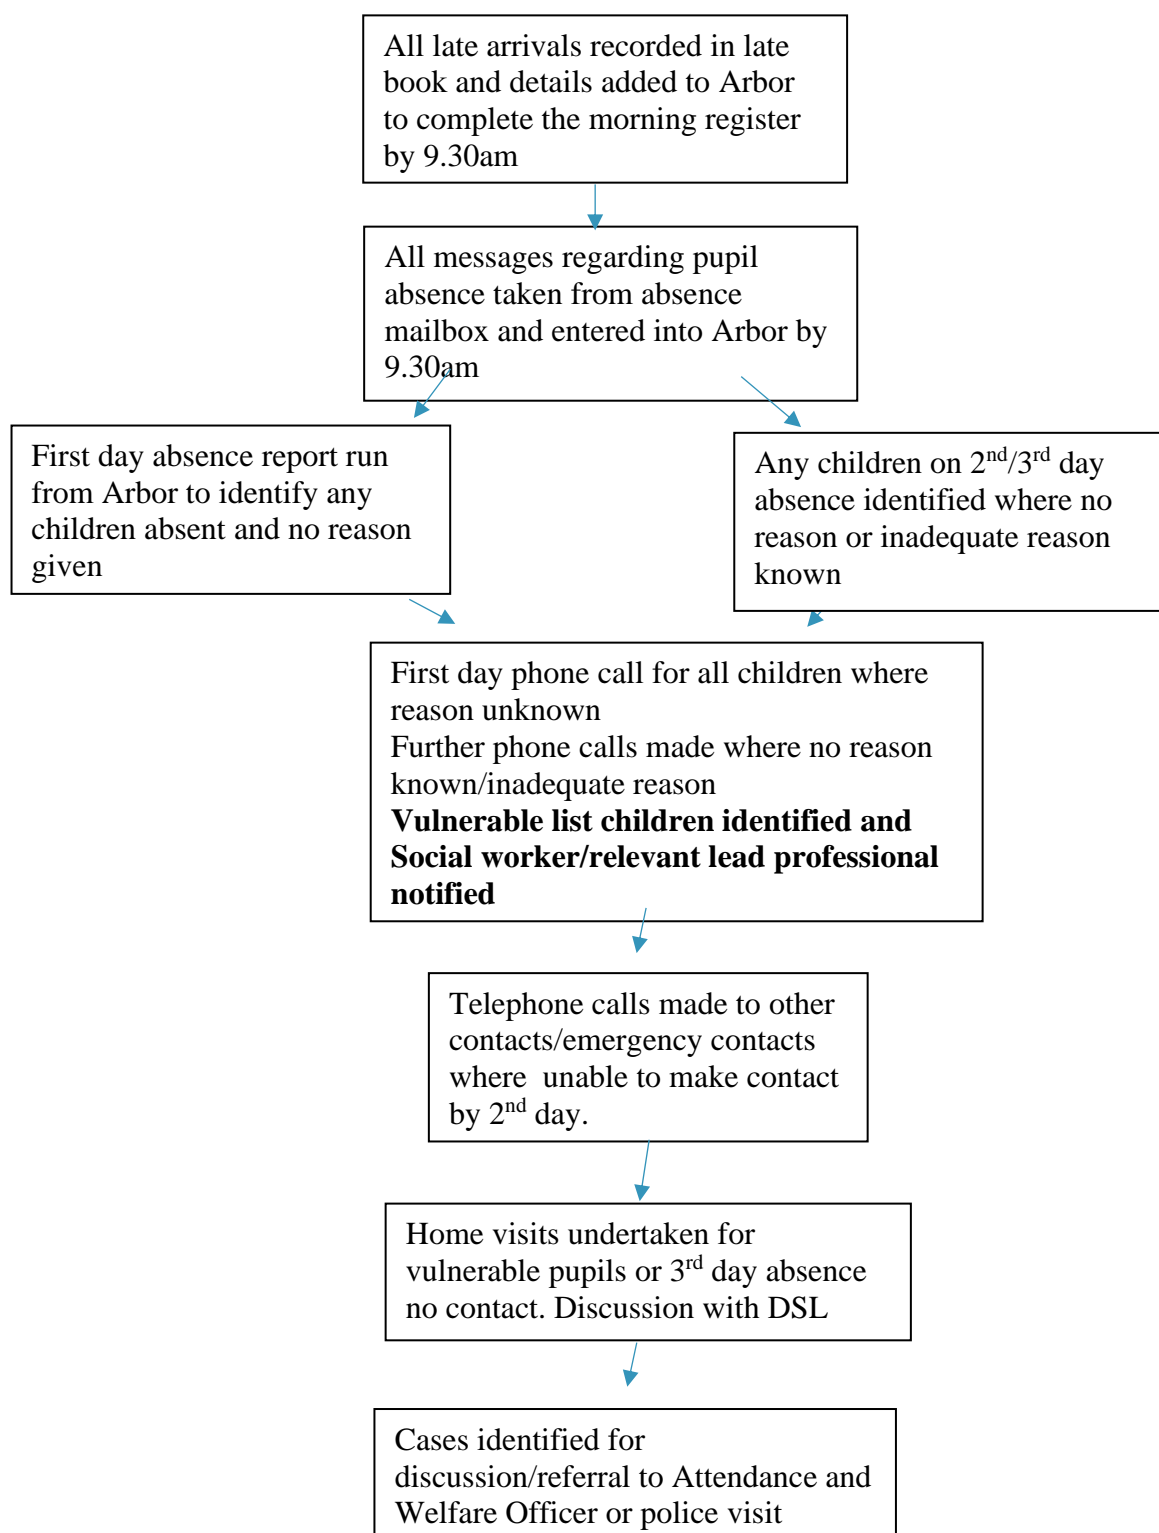 All late arrivals recorded in late
book and details added to Arbor
to complete the morning register
by 9.30am
All messages regarding pupil
absence taken from absence
mailbox and entered into Arbor by
9.30am
First day absence report run
from Arbor to identify any
children absent and no reason
given
Any children on 2nd/3rd day
absence identified where no
reason or inadequate reason
known
First day phone call for all children where
reason unknown
Further phone calls made where no reason
known/inadequate reason
Vulnerable list children identified and
Social worker/relevant lead professional
notified
Telephone calls made to other
contacts/emergency contacts
where  unable to make contact
by 2nd day.
Home visits undertaken for
vulnerable pupils or 3rd day absence
no contact. Discussion with DSL
Cases identified for
discussion/referral to Attendance and
Welfare Officer or police visit